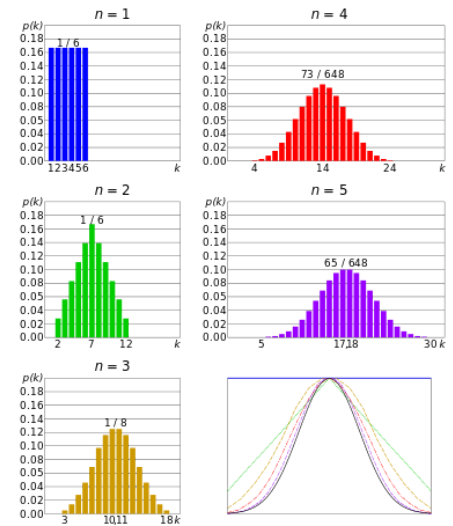 n = 1
p(k)
0.18
0.16
0.14
0.12
0.10
0.08
0.06
0.04
0.02
0.00
1 / 6
123456
k
n = 4
p(k)
0.18
0.16
0.14
0.12
0.10
0.08
0.06
0.04
0.02
0.00
73 / 648
4 14 24 k
n = 2
p(k)
0.18
0.16
0.14
0.12
0.10
0.08
0.06
0.04
0.02
0.00
1 / 6
2 7 12 k
n = 5
p(k)
0.18
0.16
0.14
0.12
0.10
0.08
0.06
0.04
0.02
0.00
65 / 648
5 17,18 30 k
n = 3
p(k)
0.18
0.16
0.14
0.12
0.10
0.08
0.06
0.04
0.02
0.00
1 / 8
3 10,11 18 k